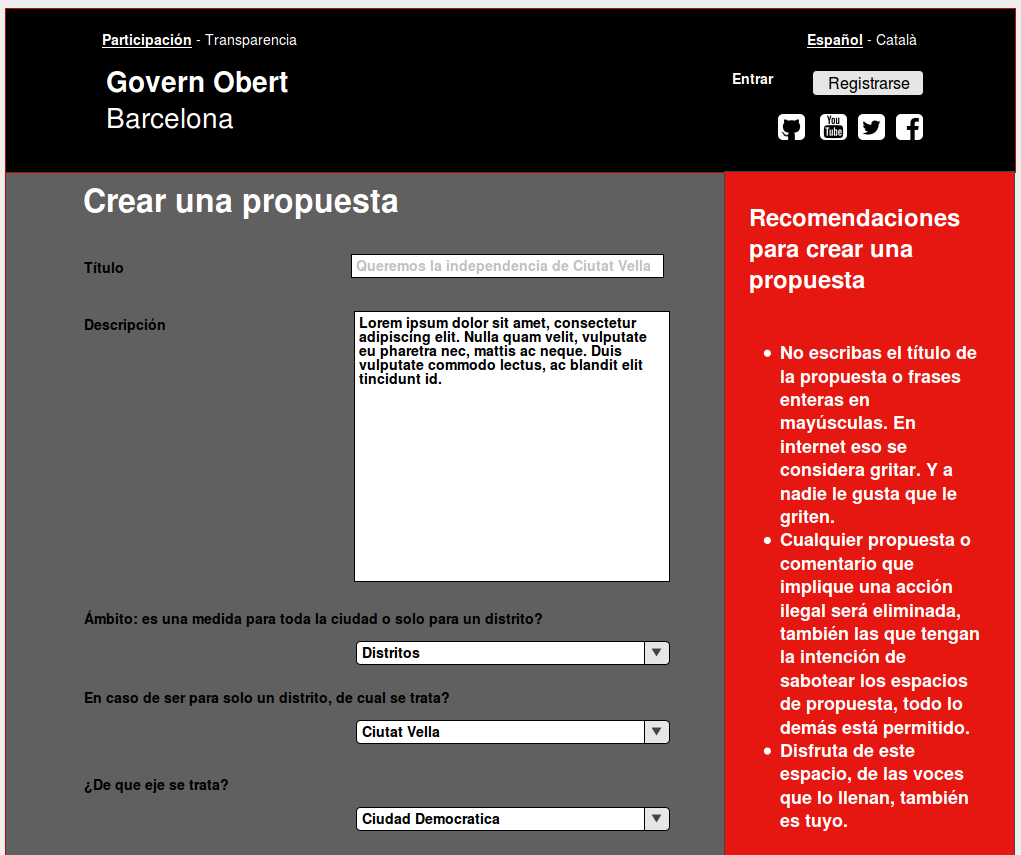 Participación - Transparencia
Español - Català
Govern Obert
Barcelona
Entrar
Registrarse
You
Tube
Crear una propuesta
Título
Queremos la independencia de Ciutat Vella
Descripción
Lorem ipsum dolor sit amet, consectetur
adipiscing elit. Nulla quam velit, vulputate
eu pharetra nec, mattis ac neque. Duis
vulputate commodo lectus, ac blandit elit
tincidunt id.
Ámbito: es una medida para toda la ciudad o solo para un distrito?
Distritos
En caso de ser para solo un distrito, de cual se trata?
Ciutat Vella
¿De que eje se trata?
Ciudad Democratica
Recomendaciones
para crear una
propuesta
No escribas el título de
la propuesta o frases
enteras en
mayúsculas. En
internet eso se
considera gritar. Y a
nadie le gusta que le
griten.
Cualquier propuesta o
comentario que
implique una acción
ilegal será eliminada,
también las que tengan
la intención de
sabotear los espacios
de propuesta, todo lo
demás está permitido.
Disfruta de este
espacio, de las voces
que lo llenan, también
es tuyo.